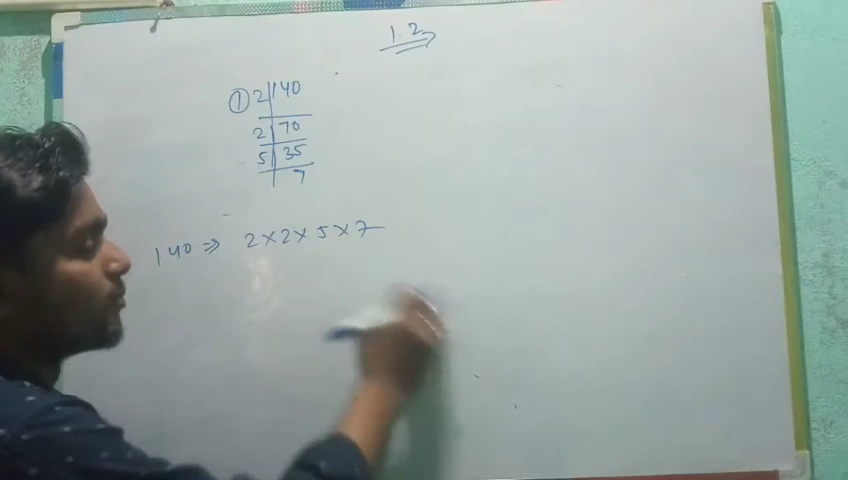 1.2
① 2 | 140
2 | 70
5 | 35
7
140 ⇒ 2 × 2 × 5 × 7